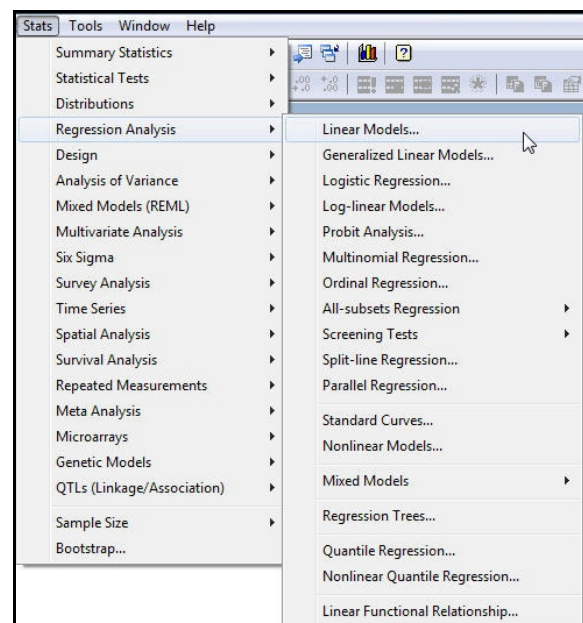 Stats Tools Window Help
Summary Statistics
Statistical Tests
Distributions
Regression Analysis
Design
Analysis of Variance
Mixed Models (REML)
Multivariate Analysis
Six Sigma
Survey Analysis
Time Series
Spatial Analysis
Survival Analysis
Repeated Measurements
Meta Analysis
Microarrays
Genetic Models
QTLs (Linkage/Association)
Sample Size
Bootstrap...
Linear Models...
Generalized Linear Models...
Logistic Regression...
Log-linear Models...
Probit Analysis...
Multinomial Regression...
Ordinal Regression...
All-subsets Regression
Screening Tests
Split-line Regression...
Parallel Regression...
Standard Curves...
Nonlinear Models...
Mixed Models
Regression Trees...
Quantile Regression...
Nonlinear Quantile Regression...
Linear Functional Relationship...